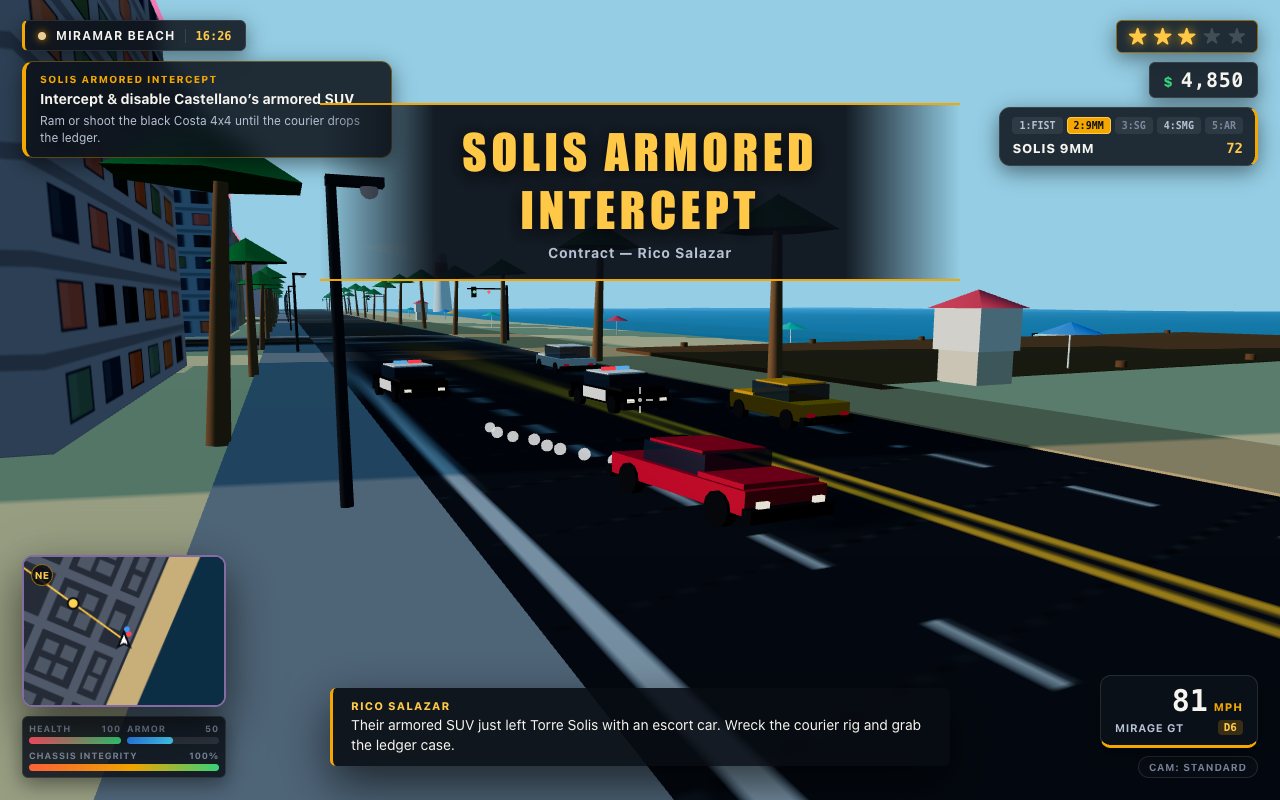 MIRAMAR BEACH 16:26
SOLIS ARMORED INTERCEPT
Intercept & disable Castellano's armored SUV
Ram or shoot the black Costa 4x4 until the courier drops
the ledger.
SOLIS ARMORED
INTERCEPT
Contract — Rico Salazar
$ 4,850
1:FIST 2:9MM 3:SG 4:SMG 5:AR
SOLIS 9MM 72
NE
HEALTH 100 ARMOR 50
CHASSIS INTEGRITY 100%
RICO SALAZAR
Their armored SUV just left Torre Solis with an escort car. Wreck the courier rig and grab
the ledger case.
81 MPH
MIRAGE GT D6
CAM: STANDARD